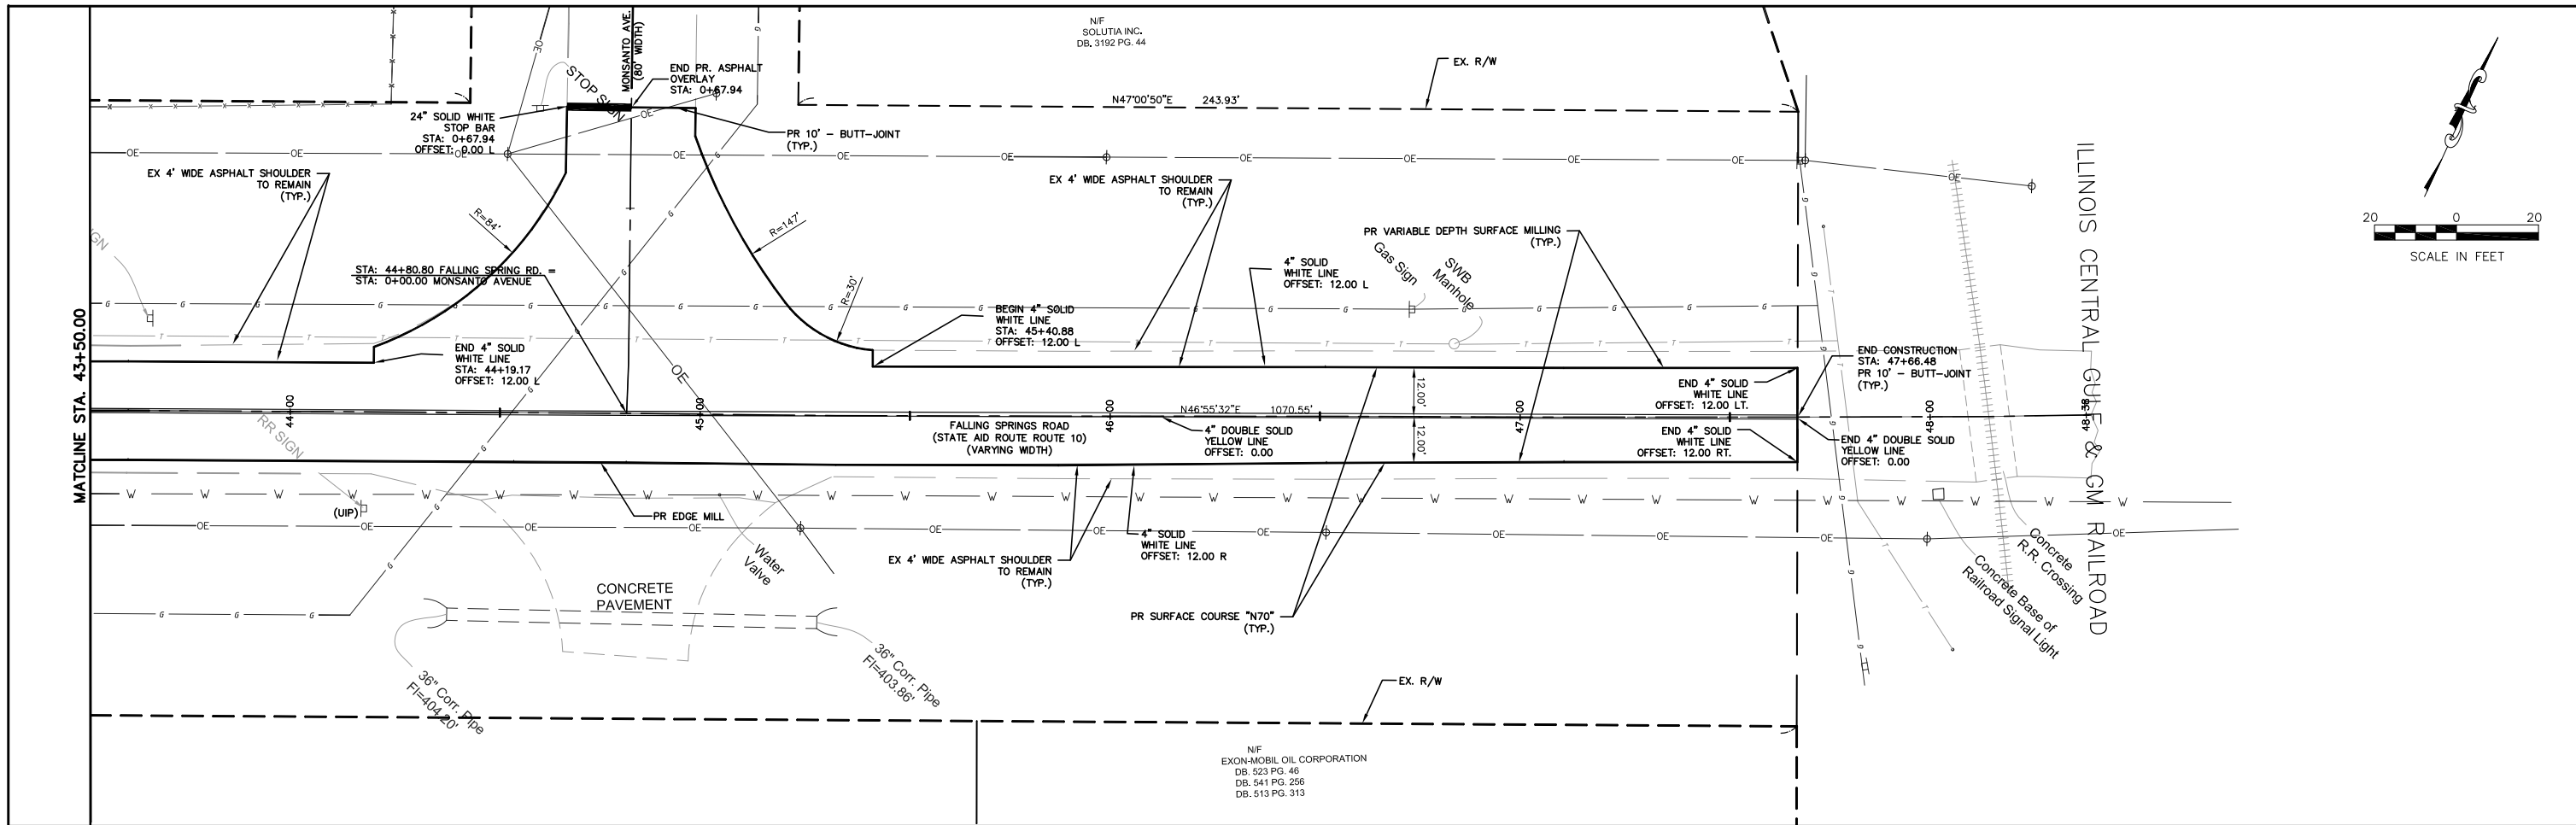 N/F
SOLUTIA INC.
DB. 3192 PG. 44
EX. R/W
N47°00'50"E 243.93'
MONSANTO AVE.
(80' WIDTH)
END PR. ASPHALT
OVERLAY
STA: 0+67.94
STOP SIGN
24" SOLID WHITE
STOP BAR
STA: 0+67.94
OFFSET: 0.00 L
PR 10' - BUTT-JOINT
(TYP.)
EX 4' WIDE ASPHALT SHOULDER
TO REMAIN
(TYP.)
EX 4' WIDE ASPHALT SHOULDER
TO REMAIN
(TYP.)
R=84'
R=147'
R=30'
IGN
STA: 44+80.80 FALLING SPRING RD. =
STA: 0+00.00 MONSANTO AVENUE
PR VARIABLE DEPTH SURFACE MILLING
(TYP.)
4" SOLID
WHITE LINE
OFFSET: 12.00 L
Gas Sign
SWB
Manhole
BEGIN 4" SOLID
WHITE LINE
STA: 45+40.88
OFFSET: 12.00 L
END 4" SOLID
WHITE LINE
STA: 44+19.17
OFFSET: 12.00 L
MATCLINE STA. 43+50.00
END CONSTRUCTION
STA: 47+66.48
PR 10' - BUTT-JOINT
(TYP.)
END 4" SOLID
WHITE LINE
OFFSET: 12.00 LT.
12.00'
12.00'
44+00
45+00
46+00
47+00
48+00
48+38
N46°55'32"E 1070.55'
FALLING SPRINGS ROAD
(STATE AID ROUTE ROUTE 10)
(VARYING WIDTH)
4" DOUBLE SOLID
YELLOW LINE
OFFSET: 0.00
END 4" SOLID
WHITE LINE
OFFSET: 12.00 RT.
END 4" DOUBLE SOLID
YELLOW LINE
OFFSET: 0.00
RR SIGN
(UIP)
PR EDGE MILL
Water
Valve
CONCRETE
PAVEMENT
EX 4' WIDE ASPHALT SHOULDER
TO REMAIN
(TYP.)
4" SOLID
WHITE LINE
OFFSET: 12.00 R
PR SURFACE COURSE "N70"
(TYP.)
36" Corr. Pipe
Fl=404.20'
36" Corr. Pipe
Fl=403.86'
EX. R/W
Concrete
R.R. Crossing
Concrete Base of
Railroad Signal Light
ILLINOIS CENTRAL GULF & GM RAILROAD
20 0 20
SCALE IN FEET
N/F
EXON-MOBIL OIL CORPORATION
DB. 523 PG. 46
DB. 541 PG. 256
DB. 513 PG. 313